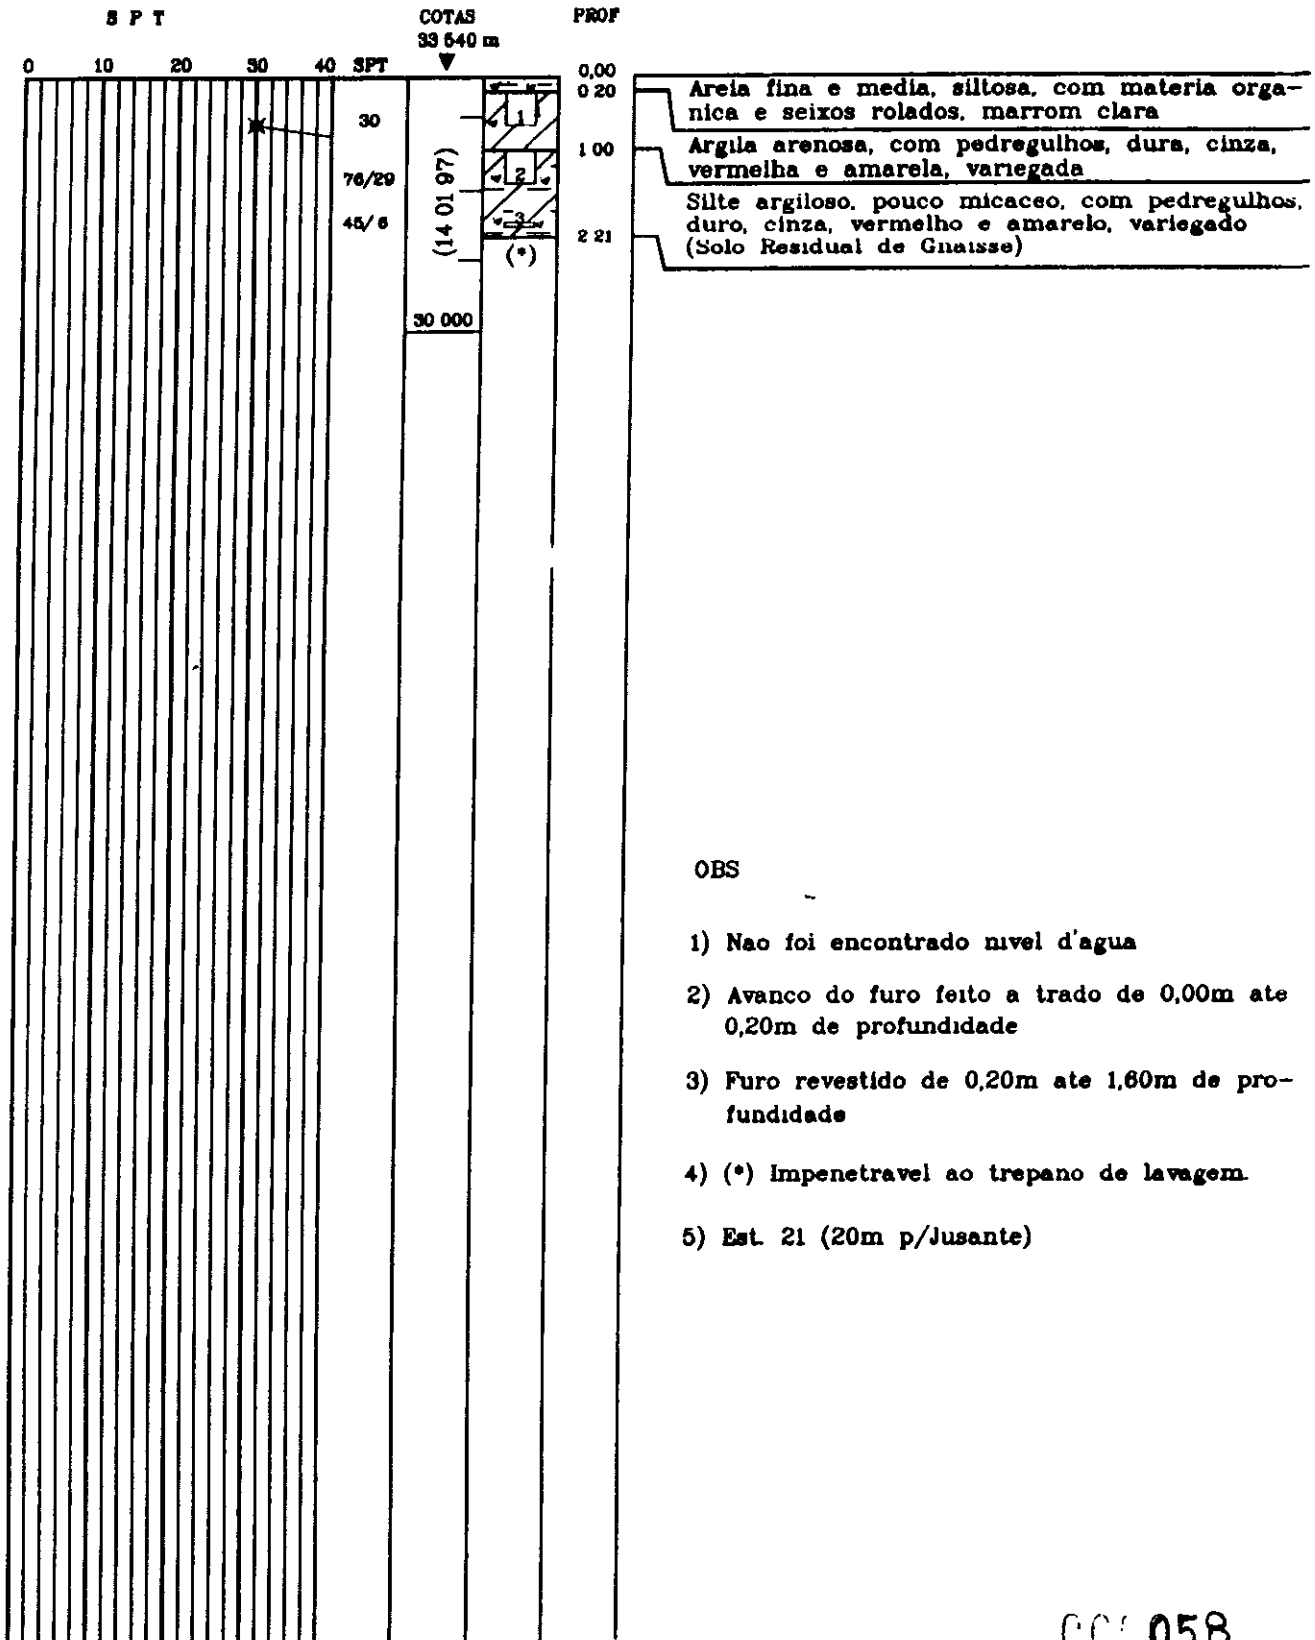 S P T
COTAS
33 540 m
PROF
0 10 20 30 40 SPT
0,00
0 20
Areia fina e media, siltosa, com materia orga-
nica e seixos rolados, marrom clara
30
1
1 00
Argila arenosa, com pedregulhos, dura, cinza,
vermelha e amarela, variegada
76/29
2
(14 01 97)
Silte argiloso, pouco micaceo, com pedregulhos,
duro, cinza, vermelho e amarelo, variegado
(Solo Residual de Gnaisse)
45/ 6
3
2 21
(*)
30 000
OBS
1) Nao foi encontrado nivel d'agua
2) Avanco do furo feito a trado de 0,00m ate
0,20m de profundidade
3) Furo revestido de 0,20m ate 1,60m de pro-
fundidade
4) (*) Impenetravel ao trepano de lavagem.
5) Est. 21 (20m p/Jusante)
058